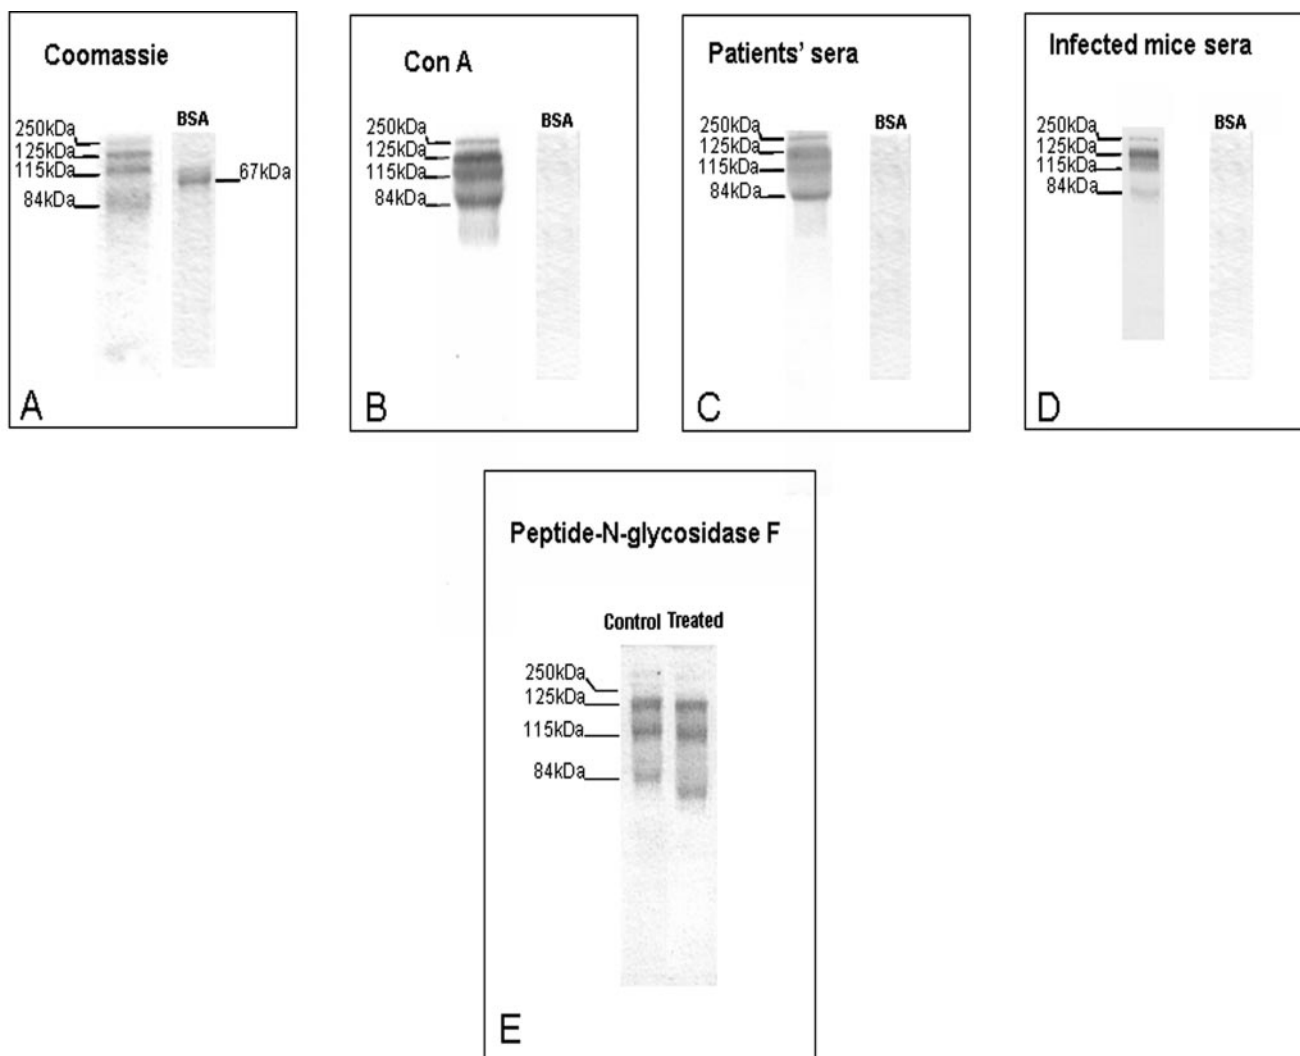 Coomassie
BSA
250kDa
125kDa
115kDa
84kDa
67kDa
A
Con A
BSA
250kDa
125kDa
115kDa
84kDa
B
Patients’ sera
BSA
250kDa
125kDa
115kDa
84kDa
C
Infected mice sera
BSA
250kDa
125kDa
115kDa
84kDa
D
Peptide-N-glycosidase F
Control Treated
250kDa
125kDa
115kDa
84kDa
E